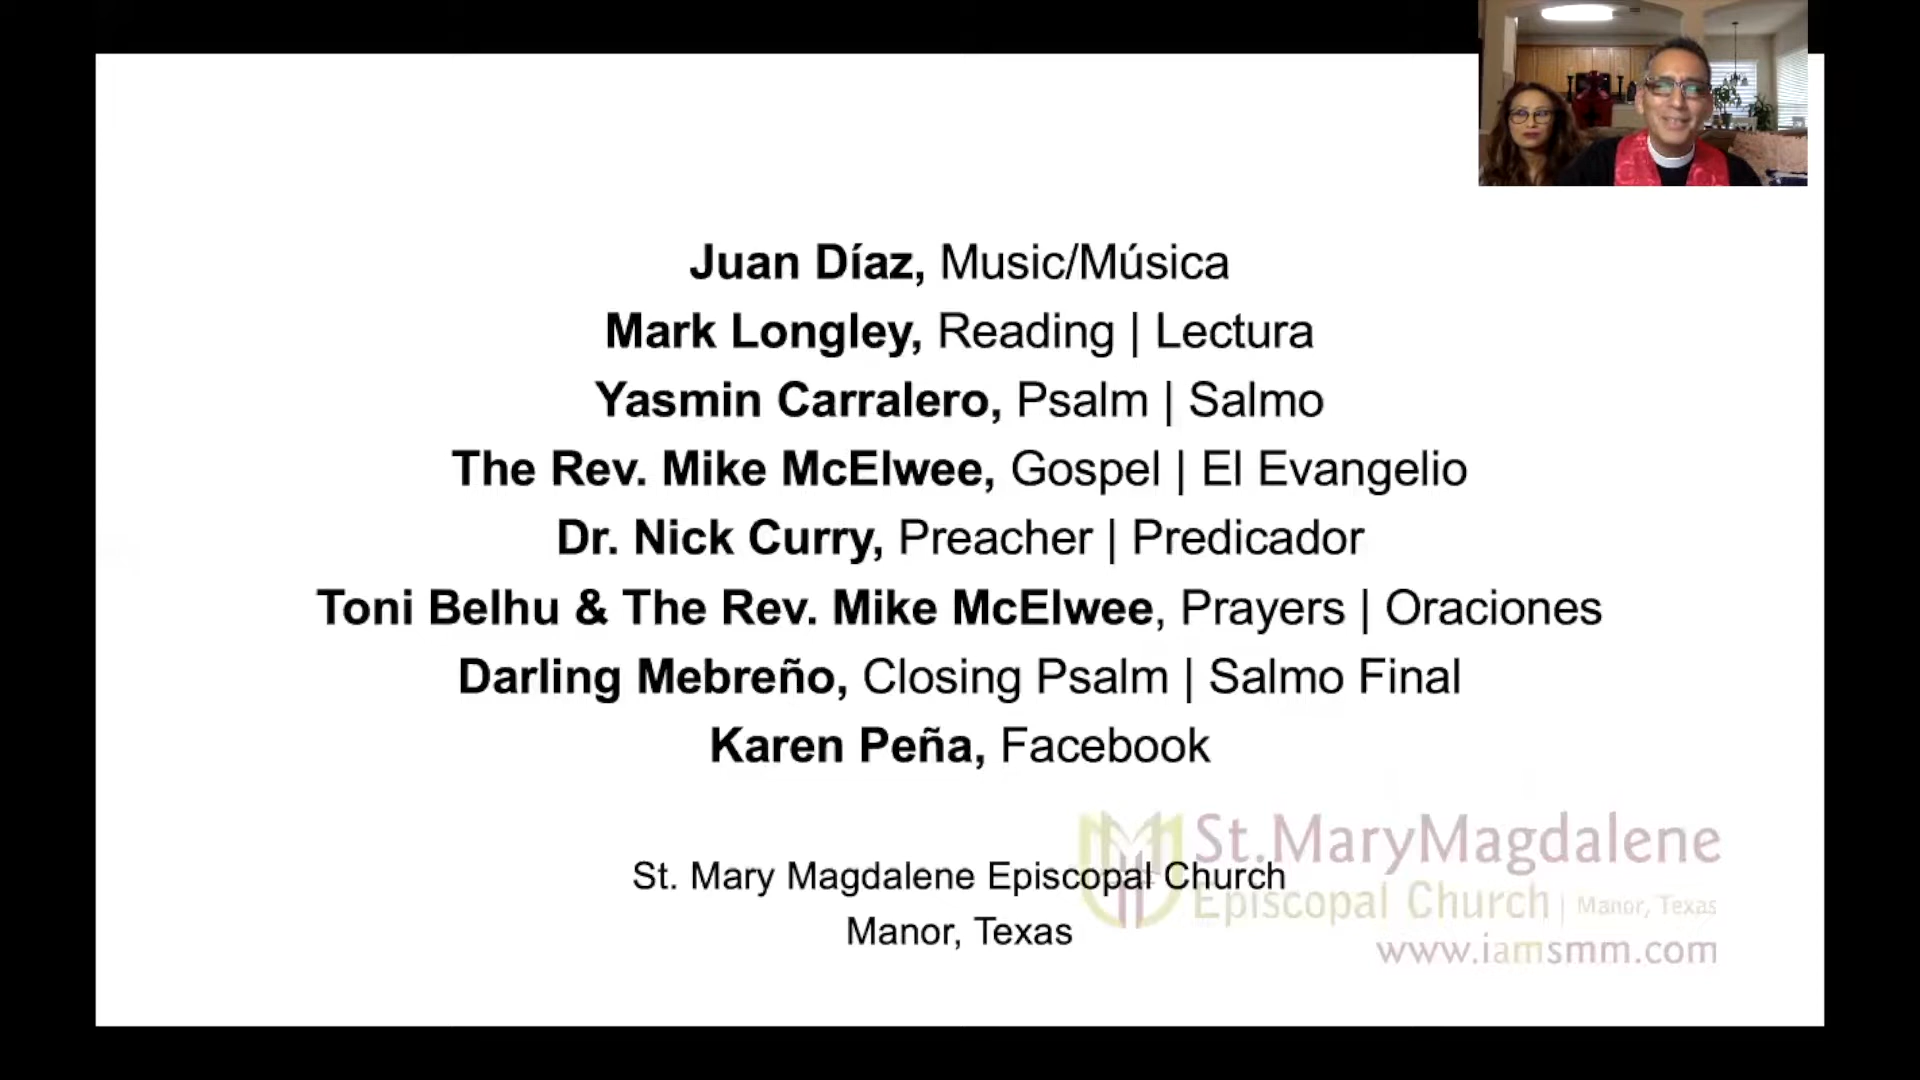 Juan Díaz, Music/Música
Mark Longley, Reading | Lectura
Yasmin Carralero, Psalm | Salmo
The Rev. Mike McElwee, Gospel | El Evangelio
Dr. Nick Curry, Preacher | Predicador
Toni Belhu & The Rev. Mike McElwee, Prayers | Oraciones
Darling Mebreño, Closing Psalm | Salmo Final
Karen Peña, Facebook
St. Mary Magdalene Episcopal Church
Manor, Texas
St.MaryMagdalene
Episcopal Church | Manor, Texas
www.iamsmm.com